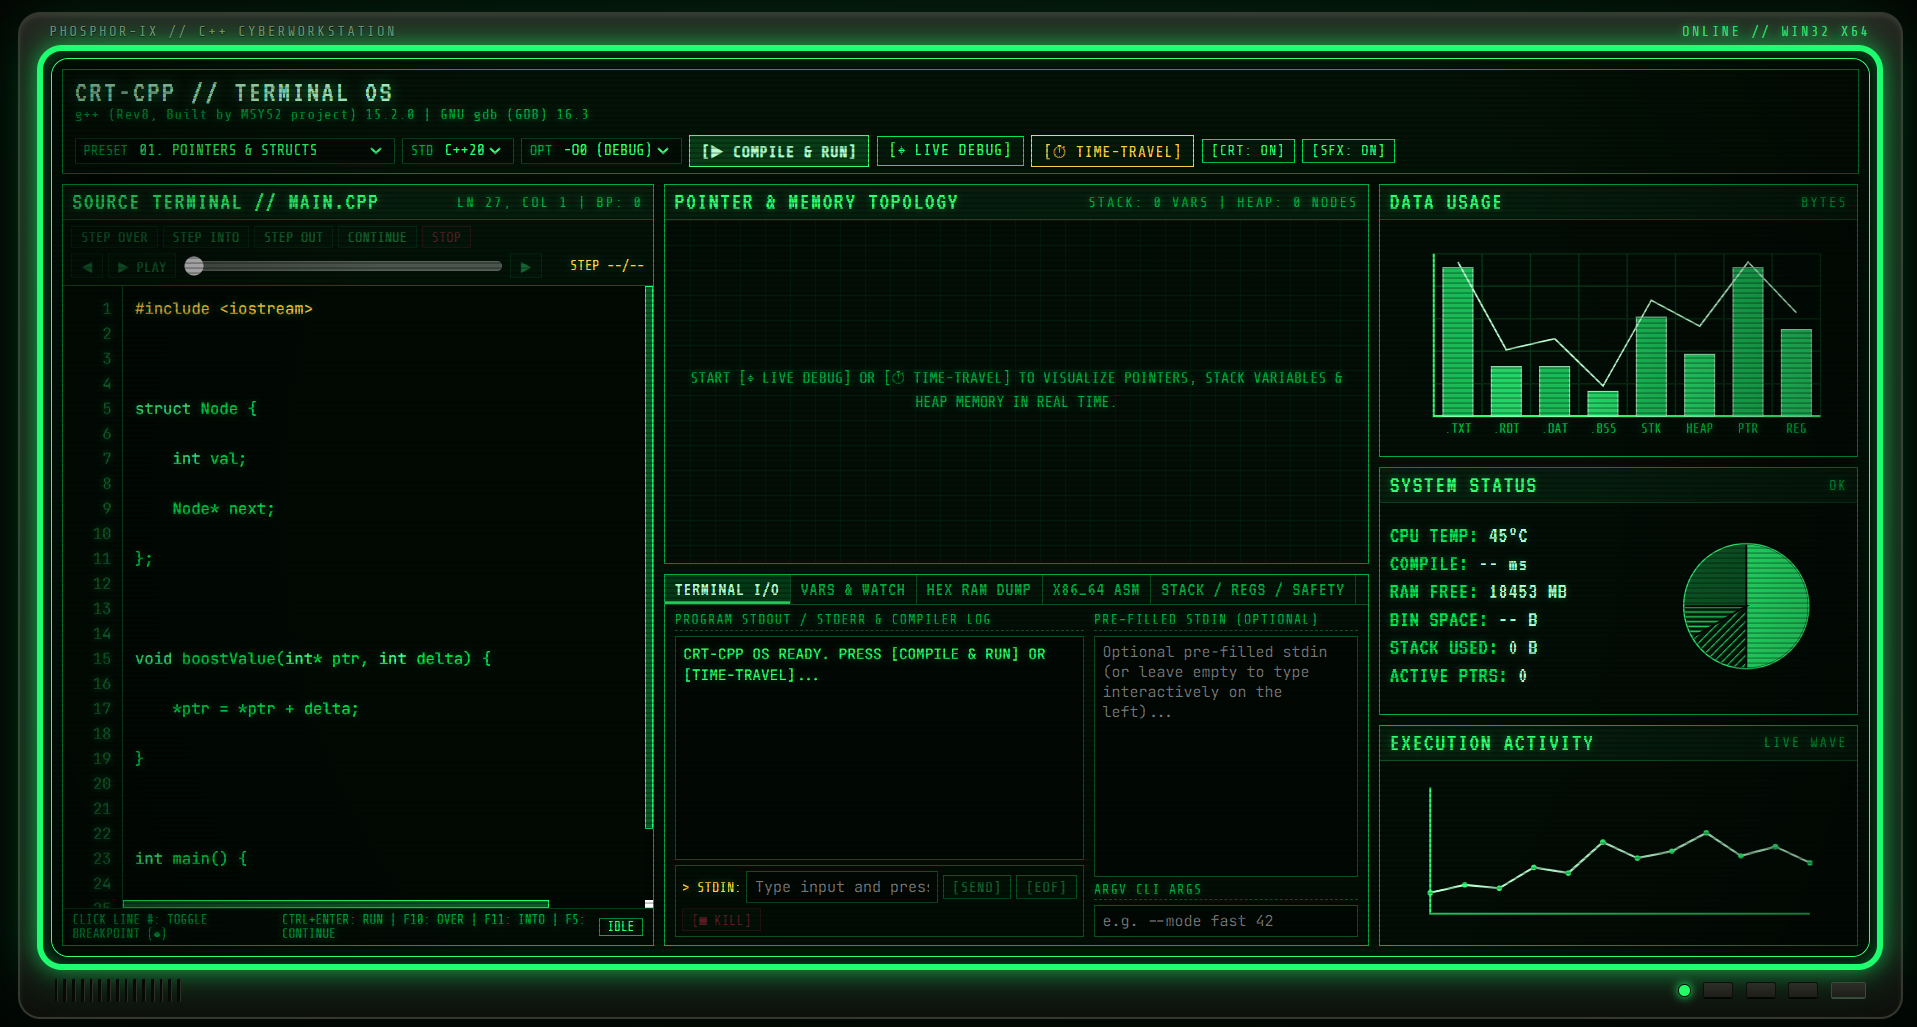 PHOSPHOR-IX // C++ CYBERWORKSTATION
ONLINE // WIN32 X64
CRT-CPP // TERMINAL OS
g++ (Rev8, Built by MSYS2 project) 15.2.0 | GNU gdb (GDB) 16.3
PRESET 01. POINTERS & STRUCTS
STD C++20
OPT -O0 (DEBUG)
[▶ COMPILE & RUN]
[⌖ LIVE DEBUG]
[⏱ TIME-TRAVEL]
[CRT: ON]
[SFX: ON]
SOURCE TERMINAL // MAIN.CPP
LN 27, COL 1 | BP: 0
STEP OVER
STEP INTO
STEP OUT
CONTINUE
STOP
◀
▶ PLAY
▶
STEP --/--
1 #include <iostream>
2
3
4
5 struct Node {
6
7     int val;
8
9     Node* next;
10
11 };
12
13
14
15 void boostValue(int* ptr, int delta) {
16
17     *ptr = *ptr + delta;
18
19 }
20
21
22
23 int main() {
24
25
CLICK LINE #: TOGGLE
BREAKPOINT (●)
CTRL+ENTER: RUN | F10: OVER | F11: INTO | F5:
CONTINUE
IDLE
POINTER & MEMORY TOPOLOGY
STACK: 0 VARS | HEAP: 0 NODES
START [⌖ LIVE DEBUG] OR [⏱ TIME-TRAVEL] TO VISUALIZE POINTERS, STACK VARIABLES &
HEAP MEMORY IN REAL TIME.
TERMINAL I/O
VARS & WATCH
HEX RAM DUMP
X86_64 ASM
STACK / REGS / SAFETY
PROGRAM STDOUT / STDERR & COMPILER LOG
CRT-CPP OS READY. PRESS [COMPILE & RUN] OR
[TIME-TRAVEL]...
> STDIN:
Type input and press
[SEND]
[EOF]
[■ KILL]
PRE-FILLED STDIN (OPTIONAL)
Optional pre-filled stdin
(or leave empty to type
interactively on the
left)...
ARGV CLI ARGS
e.g. --mode fast 42
DATA USAGE
BYTES
.TXT
.RDT
.DAT
.BSS
STK
HEAP
PTR
REG
SYSTEM STATUS
OK
CPU TEMP: 45°C
COMPILE: -- ms
RAM FREE: 18453 MB
BIN SPACE: -- B
STACK USED: 0 B
ACTIVE PTRS: 0
EXECUTION ACTIVITY
LIVE WAVE